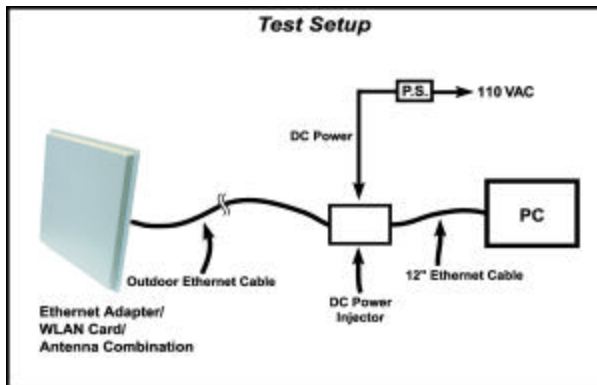 Test Setup
P.S.
110 VAC
DC Power
PC
Outdoor Ethernet Cable
12" Ethernet Cable
DC Power
Injector
Ethernet Adapter/
WLAN Card/
Antenna Combination